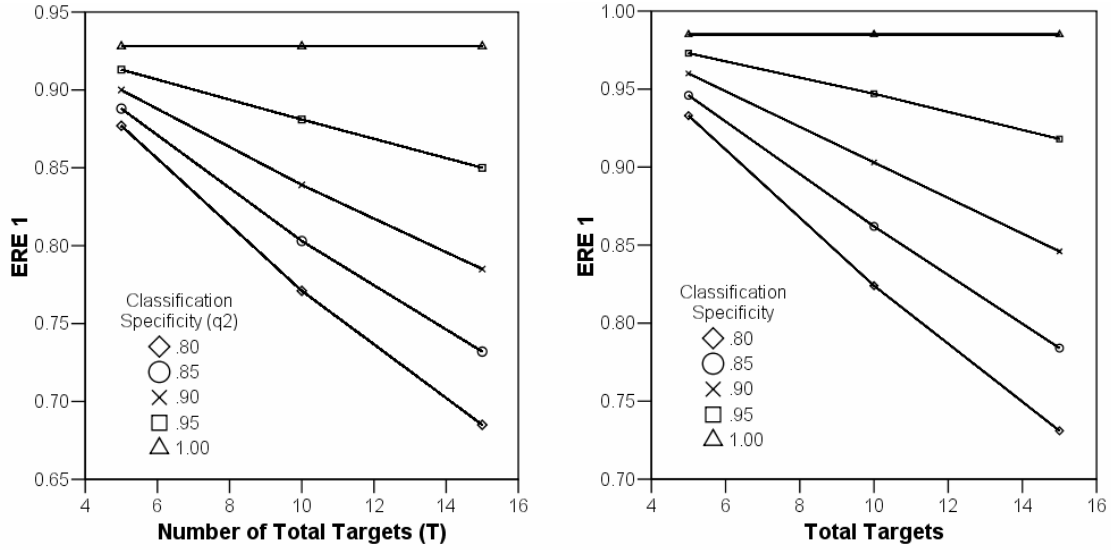 0.95
0.90
0.85
0.80
0.75
0.70
0.65
ERE 1
Classification
Specificity (q2)
.80
.85
.90
.95
1.00
4 6 8 10 12 14 16
Number of Total Targets (T)
1.00
0.95
0.90
0.85
0.80
0.75
0.70
ERE 1
Classification
Specificity
.80
.85
.90
.95
1.00
4 6 8 10 12 14 16
Total Targets